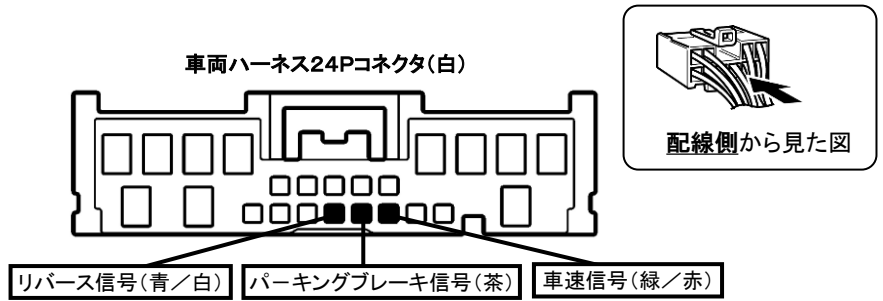 車両ハーネス24Pコネクタ(白)
配線側から見た図
リバース信号(青／白)
パーキングブレーキ信号(茶)
車速信号(緑／赤)